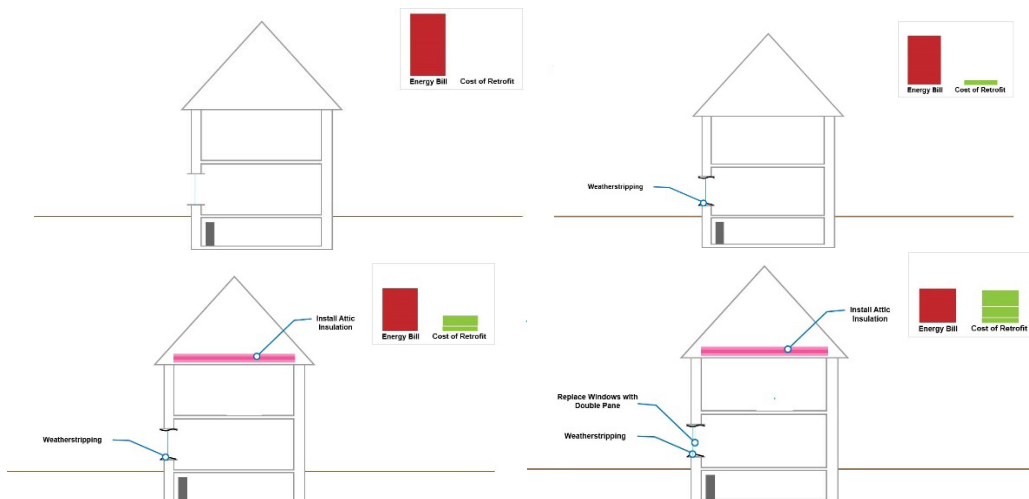 Energy Bill
Cost of Retrofit
Energy Bill
Cost of Retrofit
Weatherstripping
Install Attic
Insulation
Energy Bill
Cost of Retrofit
Weatherstripping
Install Attic
Insulation
Energy Bill
Cost of Retrofit
Replace Windows with
Double Pane
Weatherstripping